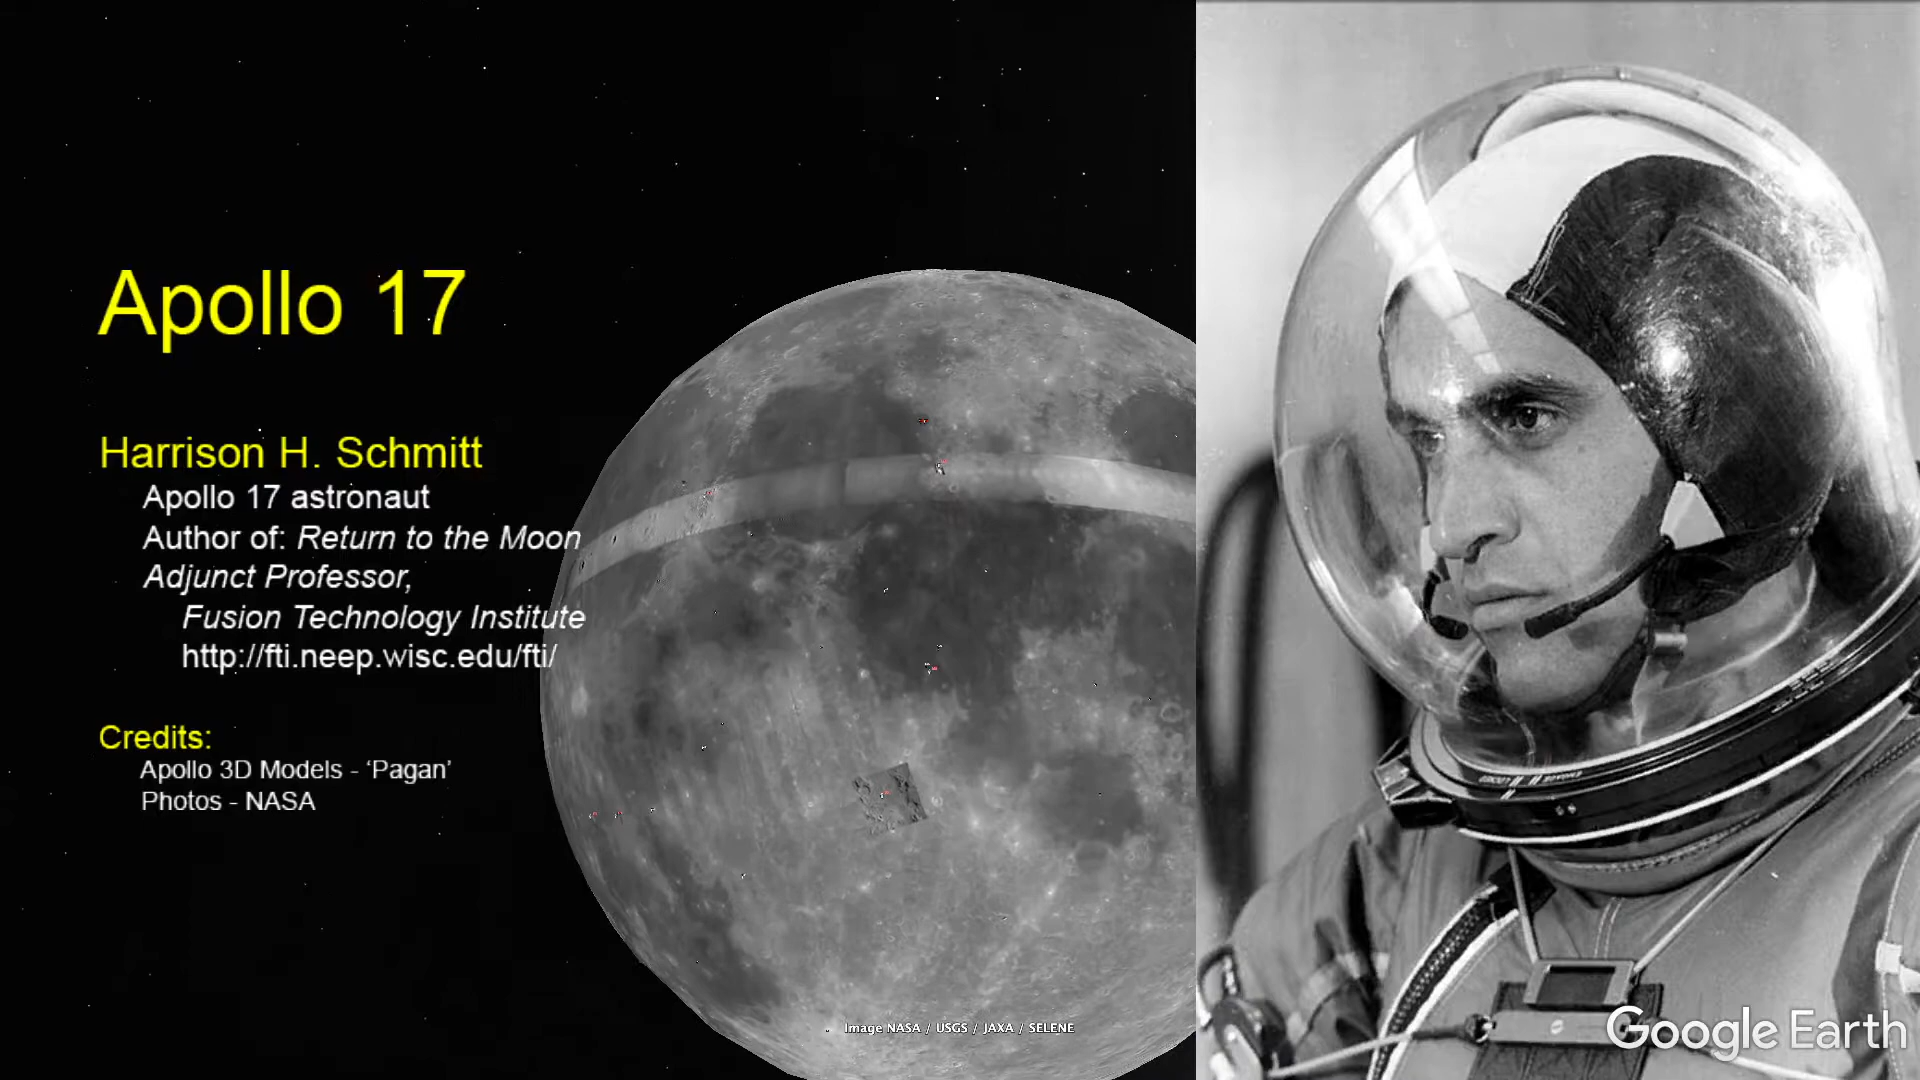 Apollo 17
Harrison H. Schmitt
Apollo 17 astronaut
Author of: Return to the Moon
Adjunct Professor,
Fusion Technology Institute
http://fti.neep.wisc.edu/fti/
Credits:
Apollo 3D Models - ‘Pagan’
Photos - NASA
Image NASA / USGS / JAXA / SELENE
Google Earth